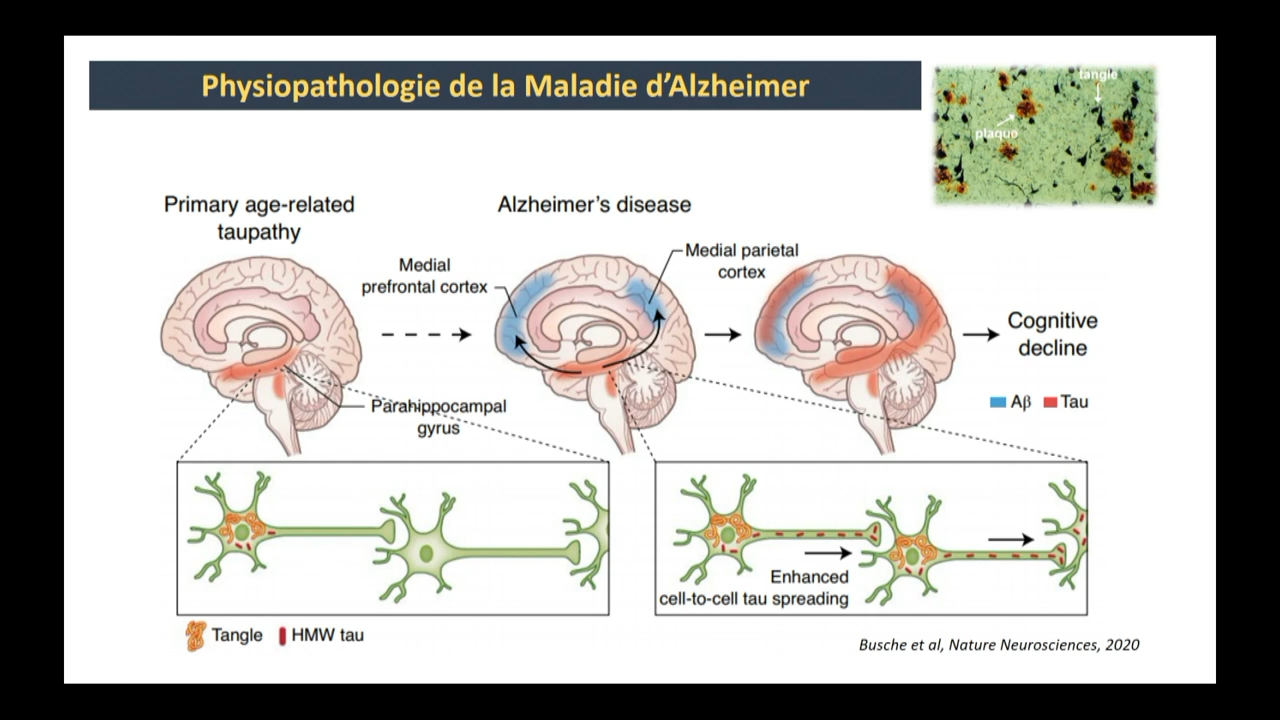 Physiopathologie de la Maladie d'Alzheimer
tangle
plaque
Primary age-related
taupathy
Alzheimer's disease
Medial
prefrontal cortex
Medial parietal
cortex
Cognitive
decline
Aβ Tau
Parahippocampal
gyrus
Enhanced
cell-to-cell tau spreading
Tangle HMW tau
Busche et al, Nature Neurosciences, 2020